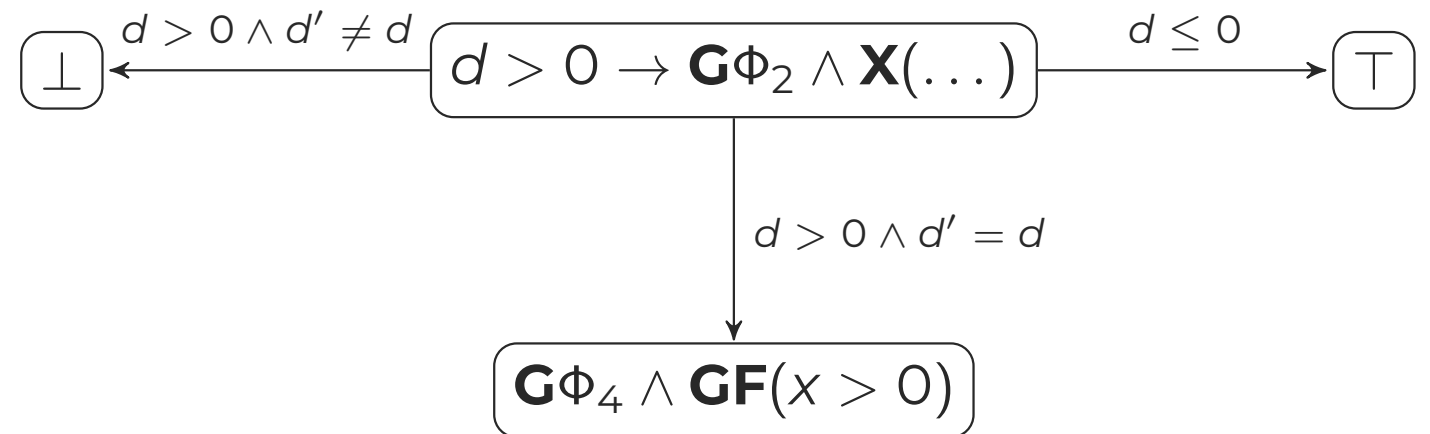 d > 0 ∧ d′ ≠ d
d ≤ 0
⊥
d > 0 → GΦ₂ ∧ X(...)
⊤
d > 0 ∧ d′ = d
GΦ₄ ∧ GF(x > 0)